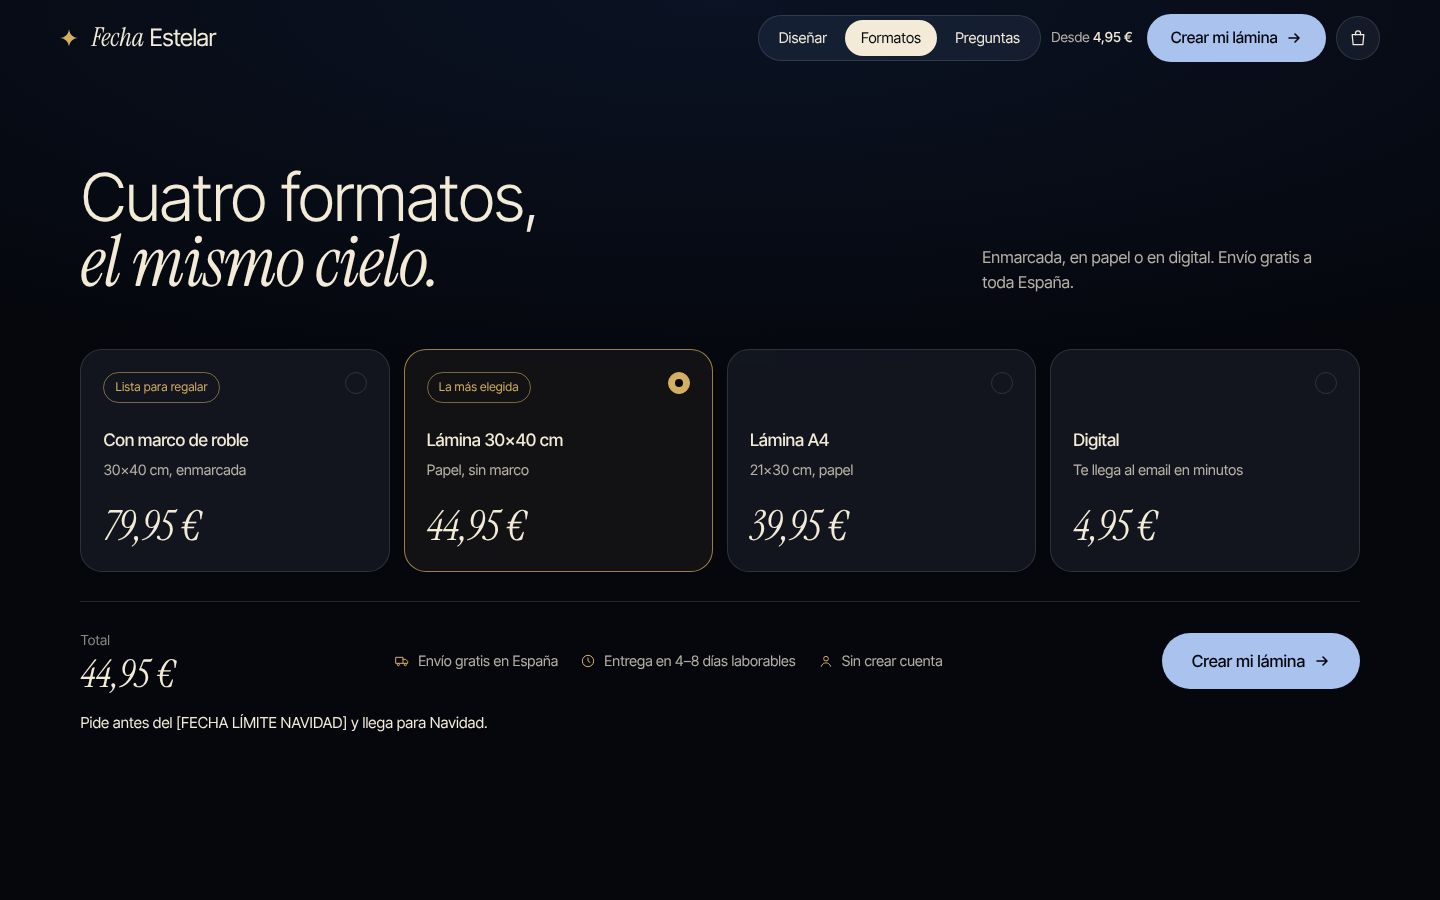 Fecha Estelar
Diseñar
Formatos
Preguntas
Desde 4,95 €
Crear mi lámina
Cuatro formatos,
el mismo cielo.
Enmarcada, en papel o en digital. Envío gratis a
toda España.
Lista para regalar
Con marco de roble
30×40 cm, enmarcada
79,95 €
La más elegida
Lámina 30×40 cm
Papel, sin marco
44,95 €
Lámina A4
21×30 cm, papel
39,95 €
Digital
Te llega al email en minutos
4,95 €
Total
44,95 €
Envío gratis en España
Entrega en 4–8 días laborables
Sin crear cuenta
Crear mi lámina
Pide antes del [FECHA LÍMITE NAVIDAD] y llega para Navidad.